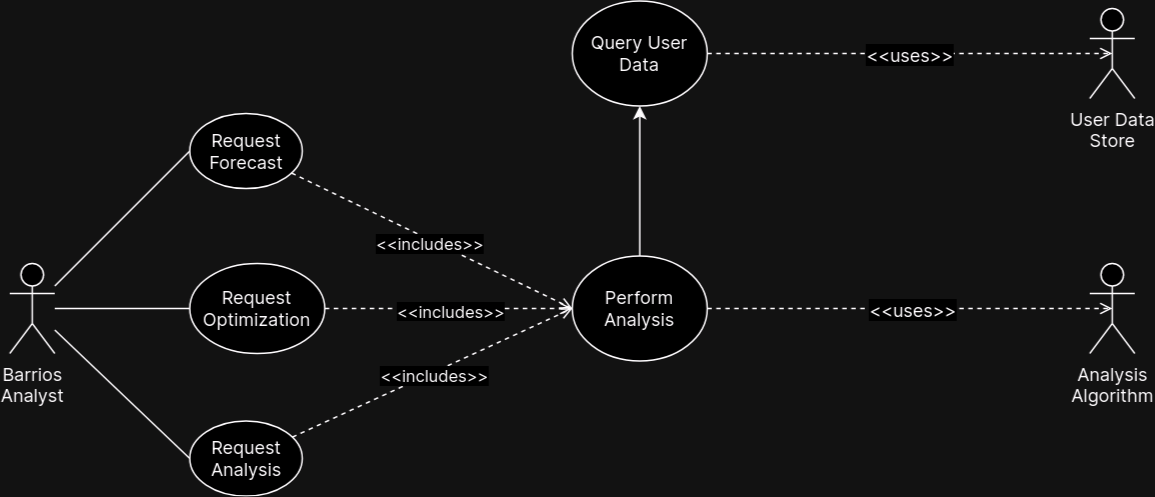 Query User
Data
<<uses>>
User Data
Store
Request
Forecast
<<includes>>
Barrios
Analyst
Request
Optimization
<<includes>>
Perform
Analysis
<<uses>>
Analysis
Algorithm
<<includes>>
Request
Analysis